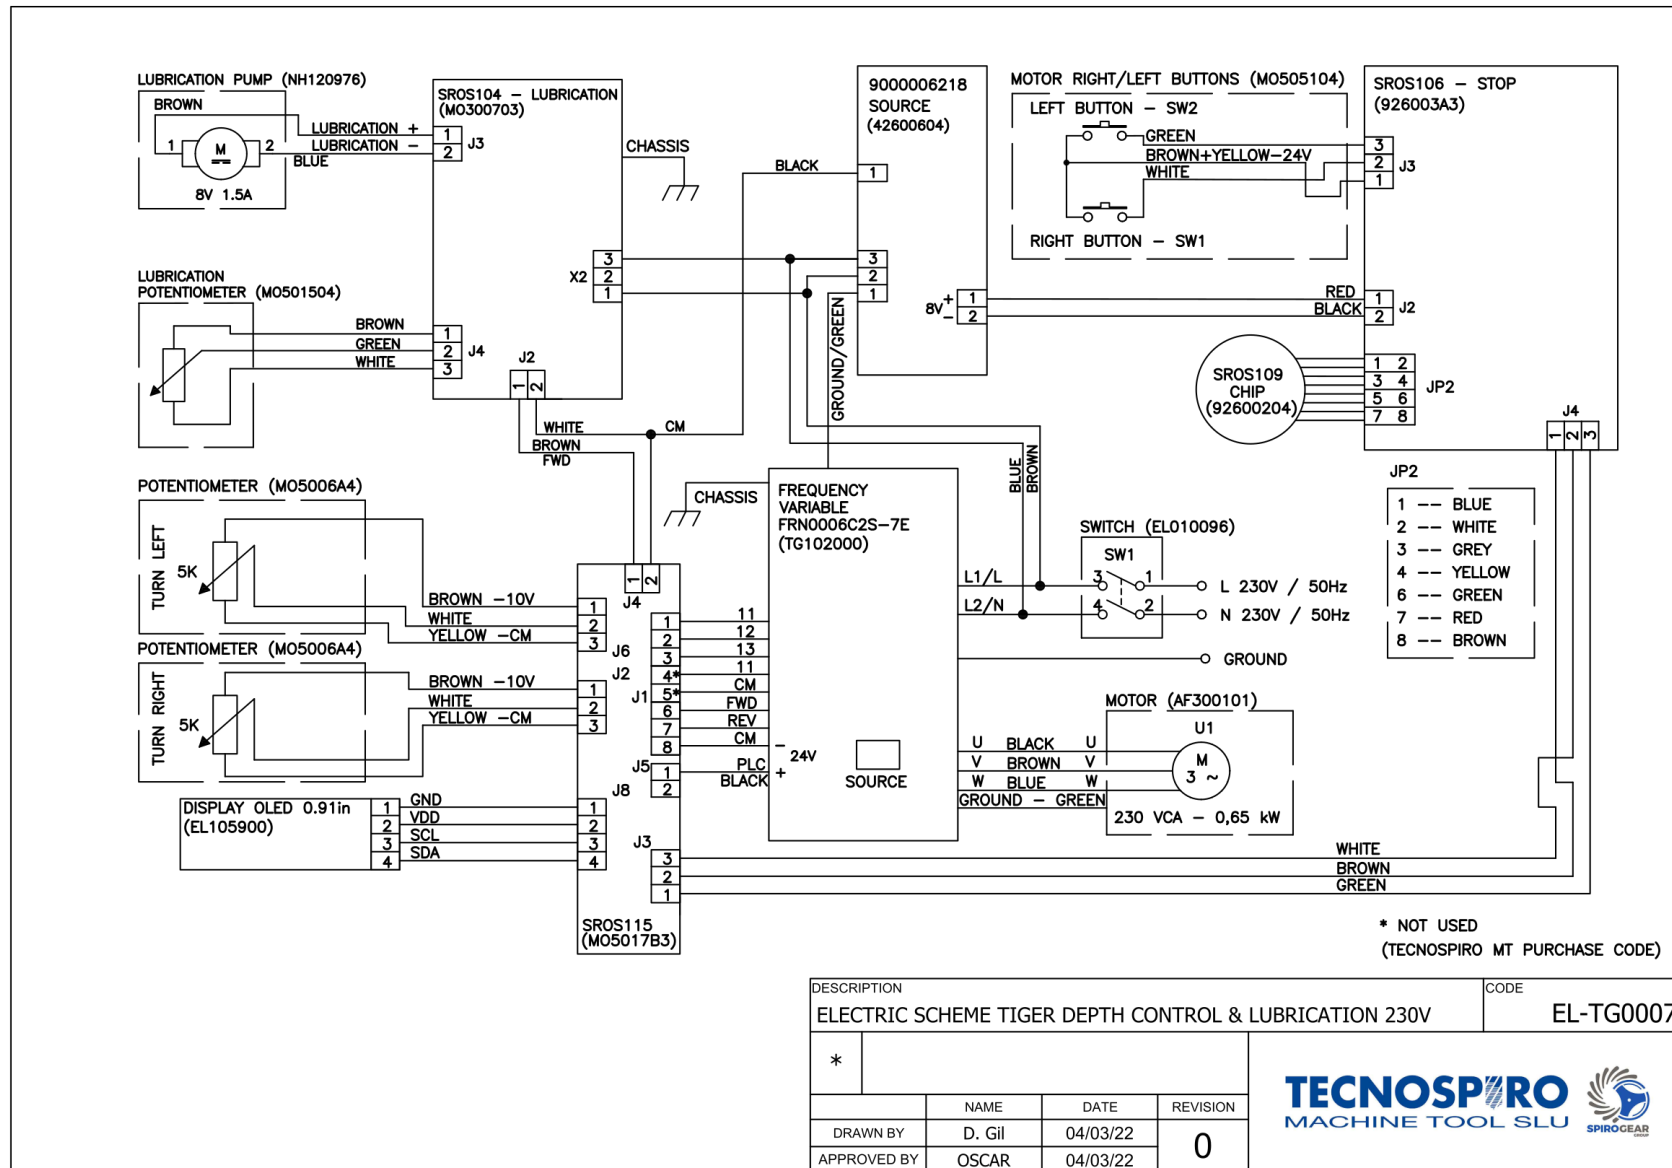 LUBRICATION PUMP (NH120976)
BROWN
LUBRICATION +
LUBRICATION -
1
M
2
BLUE
8V 1.5A
SROS104 - LUBRICATION
(MO300703)
1
2
J3
CHASSIS
X2
3
2
1
LUBRICATION
POTENTIOMETER (MO501504)
BROWN
GREEN
WHITE
1
2
3
J4
J2
1
2
WHITE
CM
BROWN
FWD
BLACK
9000006218
SOURCE
(42600604)
1
3
2
1
8V
+
-
1
2
GROUND/GREEN
MOTOR RIGHT/LEFT BUTTONS (MO505104)
LEFT BUTTON - SW2
GREEN
BROWN+YELLOW-24V
WHITE
RIGHT BUTTON - SW1
SROS106 - STOP
(926003A3)
3
2
1
J3
RED
BLACK
1
2
J2
SROS109
CHIP
(92600204)
1 2
3 4
5 6
7 8
JP2
J4
1
2
3
JP2
1 -- BLUE
2 -- WHITE
3 -- GREY
4 -- YELLOW
6 -- GREEN
7 -- RED
8 -- BROWN
POTENTIOMETER (MO5006A4)
TURN LEFT
5K
BROWN -10V
WHITE
YELLOW -CM
1
2
3
J6
POTENTIOMETER (MO5006A4)
TURN RIGHT
5K
BROWN -10V
WHITE
YELLOW -CM
1
2
3
J2
DISPLAY OLED 0.91in
(EL105900)
1
2
3
4
GND
VDD
SCL
SDA
1
2
3
4
J8
1
2
J4
J1
1
2
3
4*
5*
6
7
8
11
12
13
11
CM
FWD
REV
CM
J5
1
2
PLC
BLACK
J3
3
2
1
SROS115
(MO5017B3)
CHASSIS
FREQUENCY
VARIABLE
FRN0006C2S-7E
(TG102000)
-
24V
+
SOURCE
BLUE
BROWN
L1/L
L2/N
SWITCH (EL010096)
SW1
3
1
4
2
L 230V / 50Hz
N 230V / 50Hz
GROUND
MOTOR (AF300101)
U BLACK U
V BROWN V
W BLUE W
GROUND - GREEN
U1
M
3 ~
230 VCA - 0,65 kW
WHITE
BROWN
GREEN
* NOT USED
(TECNOSPIRO MT PURCHASE CODE)
DESCRIPTION
ELECTRIC SCHEME TIGER DEPTH CONTROL & LUBRICATION 230V
CODE
EL-TG0007
*
NAME DATE REVISION
DRAWN BY D. Gil 04/03/22 0
APPROVED BY OSCAR 04/03/22
TECNOSPIRO
MACHINE TOOL SLU
SPIROGEAR
GROUP